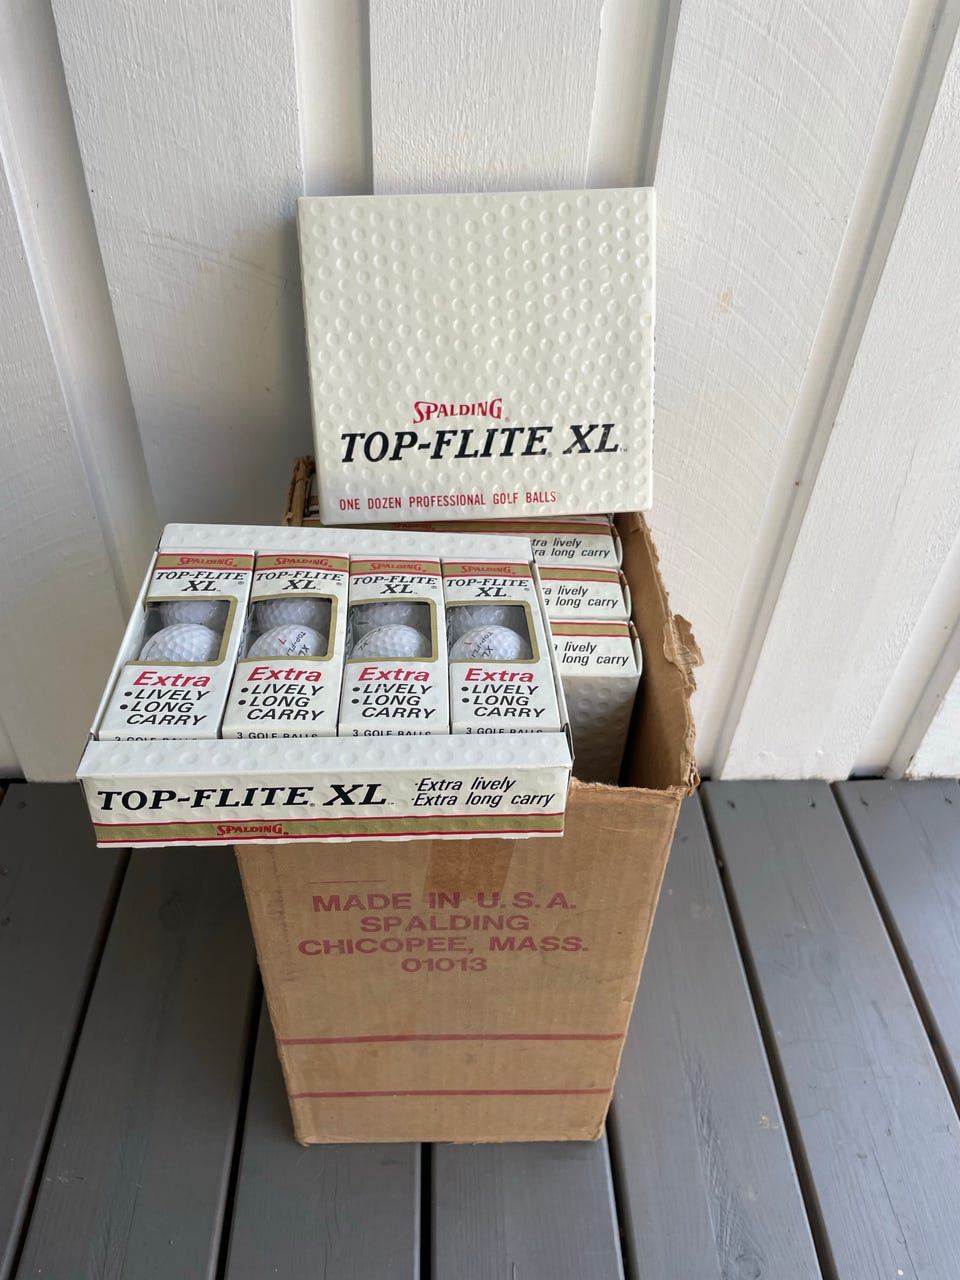 SPALDING®
TOP-FLITE® XL™
ONE DOZEN PROFESSIONAL GOLF BALLS
tra lively
ra long carry
a lively
a long carry
lively
long carry
SPALDING®
TOP-FLITE®
XL
Extra
• LIVELY
• LONG
CARRY
3 GOLF BALLS
SPALDING®
TOP-FLITE®
XL
7
XL
Extra
• LIVELY
• LONG
CARRY
3 GOLF BALLS
SPALDING®
TOP-FLITE®
XL
Extra
• LIVELY
• LONG
CARRY
3 GOLF BALLS
SPALDING®
TOP-FLITE®
XL
XL
Extra
• LIVELY
• LONG
CARRY
3 GOLF BALLS
TOP-FLITE® XL™
·Extra lively
·Extra long carry
SPALDING®
MADE IN U.S.A.
SPALDING
CHICOPEE, MASS.
01013